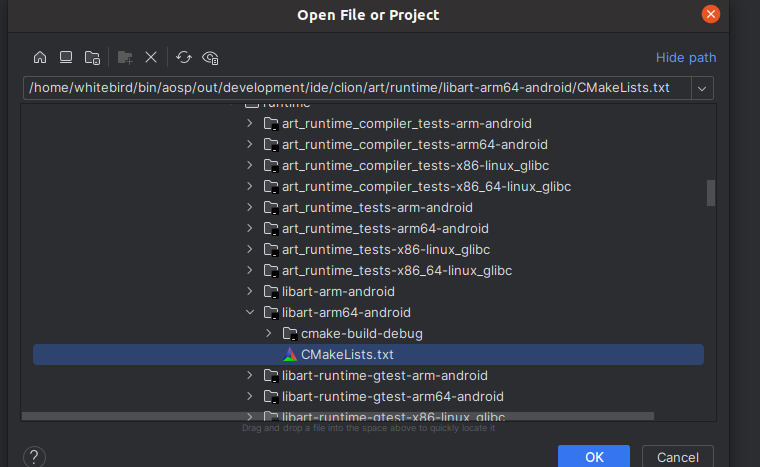 Open File or Project
Hide path
/home/whitebird/bin/aosp/out/development/ide/clion/art/runtime/libart-arm64-android/CMakeLists.txt
runtime
art_runtime_compiler_tests-arm-android
art_runtime_compiler_tests-arm64-android
art_runtime_compiler_tests-x86-linux_glibc
art_runtime_compiler_tests-x86_64-linux_glibc
art_runtime_tests-arm-android
art_runtime_tests-arm64-android
art_runtime_tests-x86-linux_glibc
art_runtime_tests-x86_64-linux_glibc
libart-arm-android
libart-arm64-android
cmake-build-debug
CMakeLists.txt
libart-runtime-gtest-arm-android
libart-runtime-gtest-arm64-android
libart-runtime-gtest-x86-linux_glibc
Drag and drop a file into the space above to quickly locate it
?
OK
Cancel